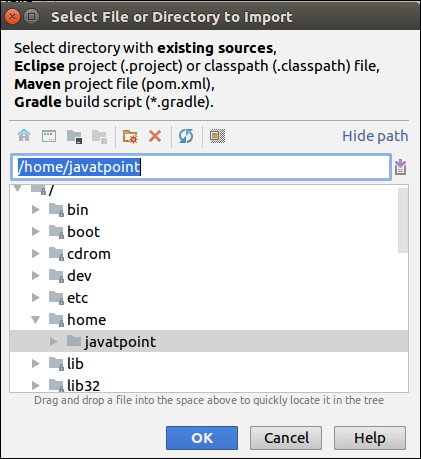 Select File or Directory to Import
Select directory with existing sources,
Eclipse project (.project) or classpath (.classpath) file,
Maven project file (pom.xml),
Gradle build script (*.gradle).
Hide path
/home/javatpoint
/
bin
boot
cdrom
dev
etc
home
javatpoint
lib
lib32
Drag and drop a file into the space above to quickly locate it in the tree
OK Cancel Help